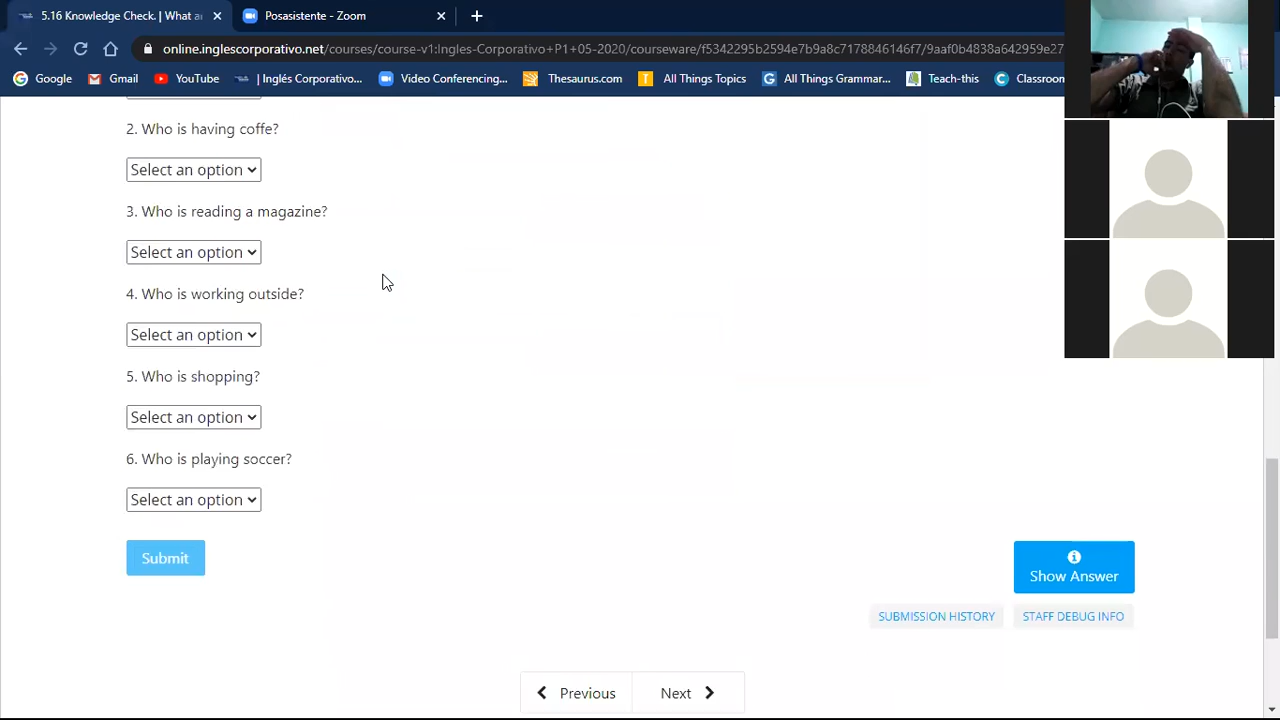 5.16 Knowledge Check. | What ar
Posasistente - Zoom
online.inglescorporativo.net/courses/course-v1:Ingles-Corporativo+P1+05-2020/courseware/f5342295b2594e7b9a8c7178846146f7/9aaf0b4838a642959e27
Google
Gmail
YouTube
| Inglés Corporativo...
Video Conferencing...
Thesaurus.com
All Things Topics
All Things Grammar...
Teach-this
Classroom
2. Who is having coffe?
Select an option
3. Who is reading a magazine?
Select an option
4. Who is working outside?
Select an option
5. Who is shopping?
Select an option
6. Who is playing soccer?
Select an option
Submit
Show Answer
SUBMISSION HISTORY
STAFF DEBUG INFO
Previous
Next